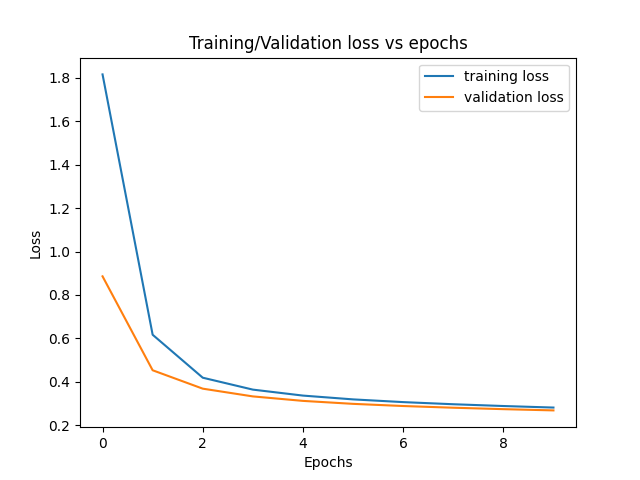 Training/Validation loss vs epochs
training loss
validation loss
1.8
1.6
1.4
1.2
1.0
0.8
0.6
0.4
0.2
Loss
0 2 4 6 8
Epochs